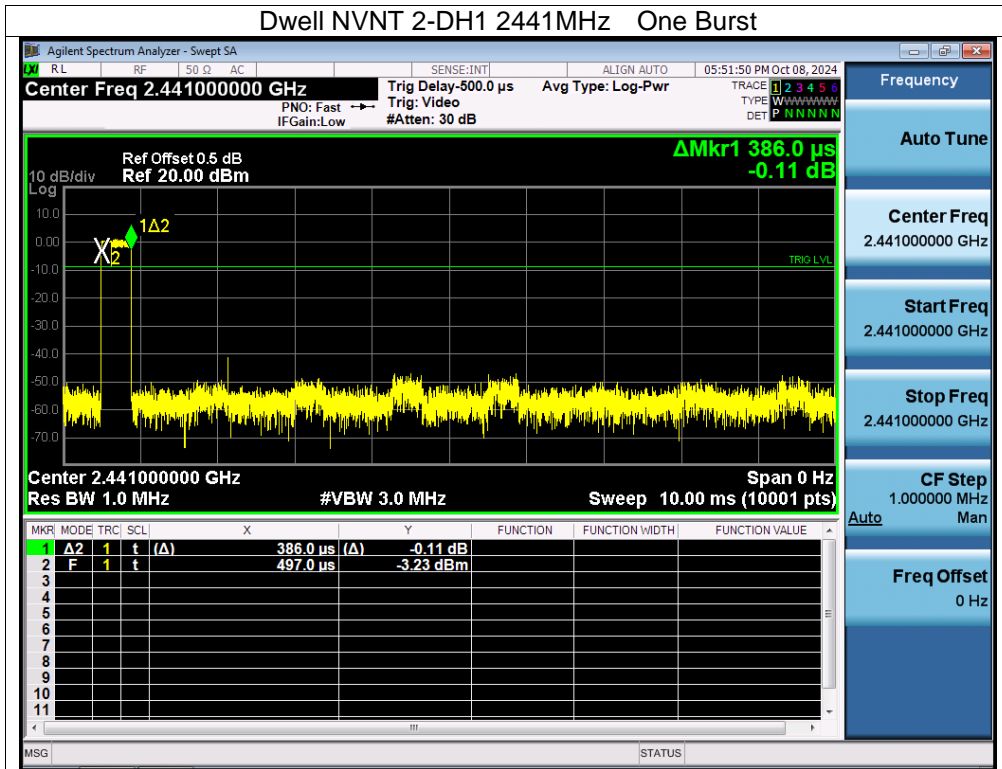 Dwell NVNT 2-DH1 2441MHz One Burst
Agilent Spectrum Analyzer - Swept SA
LXI RL RF 50 Ω AC SENSE:INT ALIGN AUTO 05:51:50 PM Oct 08, 2024
Center Freq 2.441000000 GHz
PNO: Fast
IFGain:Low
Trig Delay-500.0 µs
Trig: Video
#Atten: 30 dB
Avg Type: Log-Pwr
TRACE 1 2 3 4 5 6
TYPE WWWWWW
DET P N N N N N
Ref Offset 0.5 dB
10 dB/div Ref 20.00 dBm
Log
ΔMkr1 386.0 µs
-0.11 dB
10.0
0.00
-10.0
-20.0
-30.0
-40.0
-50.0
-60.0
-70.0
1Δ2
X2
TRIG LVL
Center 2.441000000 GHz Span 0 Hz
Res BW 1.0 MHz #VBW 3.0 MHz Sweep 10.00 ms (10001 pts)
MKR MODE TRC SCL X Y FUNCTION FUNCTION WIDTH FUNCTION VALUE
1 Δ2 1 t (Δ) 386.0 µs (Δ) -0.11 dB
2 F 1 t 497.0 µs -3.23 dBm
3
4
5
6
7
8
9
10
11
MSG STATUS
Frequency
Auto Tune
Center Freq
2.441000000 GHz
Start Freq
2.441000000 GHz
Stop Freq
2.441000000 GHz
CF Step
1.000000 MHz
Auto Man
Freq Offset
0 Hz